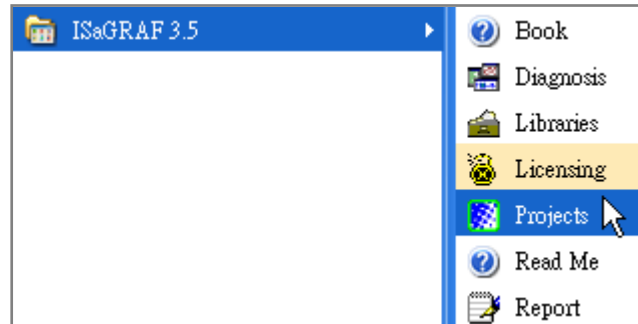 ISaGRAF 3.5
Book
Diagnosis
Libraries
Licensing
Projects
Read Me
Report